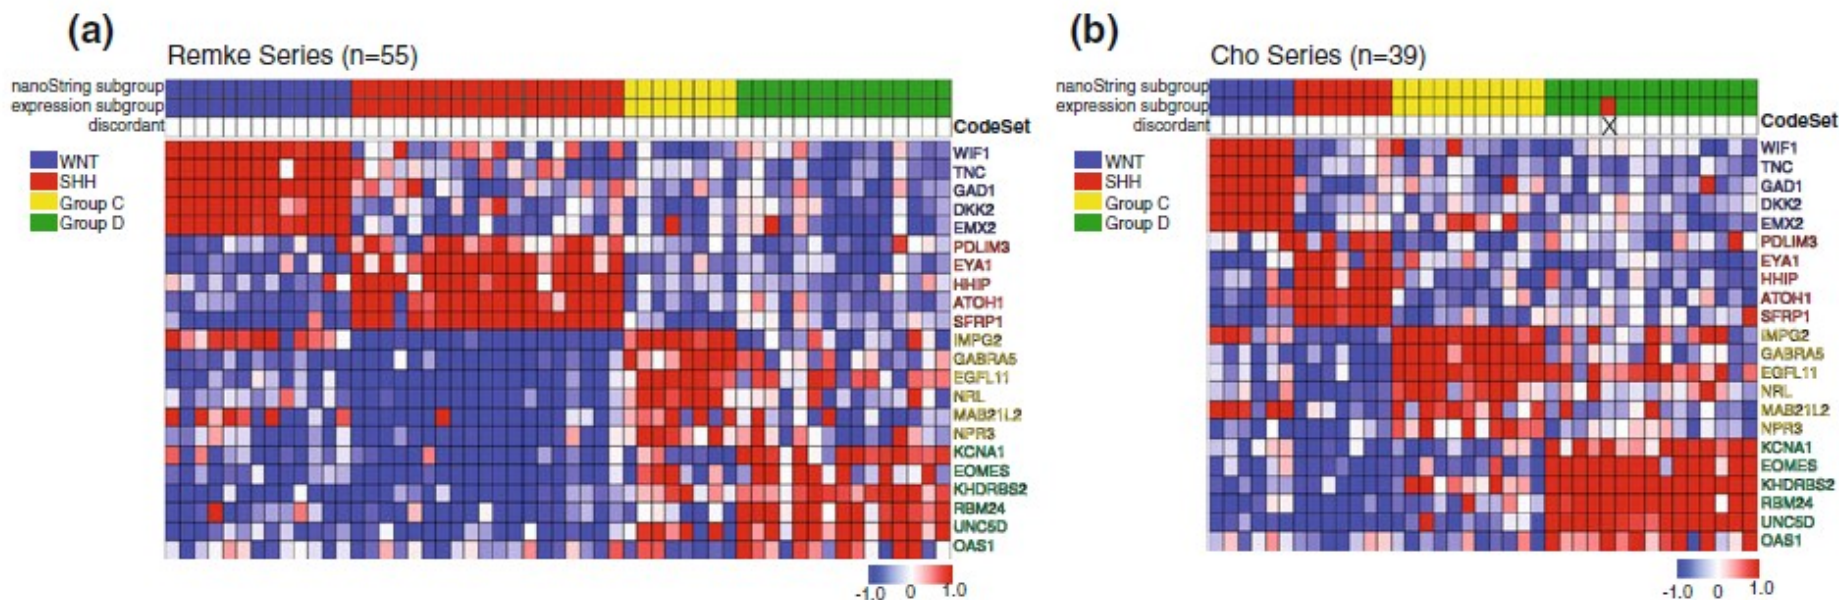 (a)
Remke Series (n=55)
nanoString subgroup
expression subgroup
discordant
WNT
SHH
Group C
Group D
CodeSet
WIF1
TNC
GAD1
DKK2
EMX2
PDLIM3
EYA1
HHIP
ATOH1
SFRP1
IMPG2
GABRA5
EGFL11
NRL
MAB21L2
NPR3
KCNA1
EOMES
KHDRBS2
RBM24
UNC5D
OAS1
-1.0 0 1.0
(b)
Cho Series (n=39)
nanoString subgroup
expression subgroup
discordant
X
WNT
SHH
Group C
Group D
CodeSet
WIF1
TNC
GAD1
DKK2
EMX2
PDLIM3
EYA1
HHIP
ATOH1
SFRP1
IMPG2
GABRA5
EGFL11
NRL
MAB21L2
NPR3
KCNA1
EOMES
KHDRBS2
RBM24
UNC5D
OAS1
-1.0 0 1.0